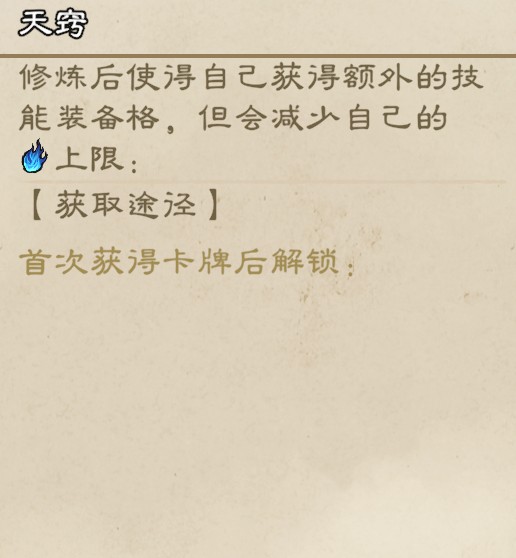 天窍
修炼后使得自己获得额外的技
能装备格，但会减少自己的
上限：
【获取途径】
首次获得卡牌后解锁：